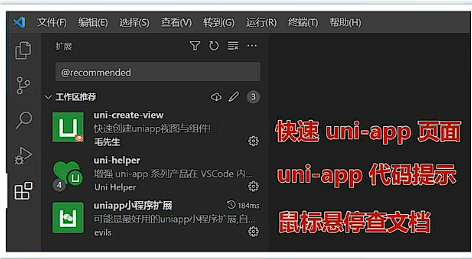 文件(F) 编辑(E) 选择(S) 查看(V) 转到(G) 运行(R) 终端(T) 帮助(H)
扩展
@recommended
工作区推荐 3
uni-create-view
快速创建uniapp视图与组件!
毛先生
uni-helper
增强 uni-app 系列产品在 VSCode 内...
4 Uni Helper
uniapp小程序扩展 184ms
可能是最好用的uniapp小程序扩展,自...
evils
快速 uni-app 页面
uni-app 代码提示
鼠标悬停查文档